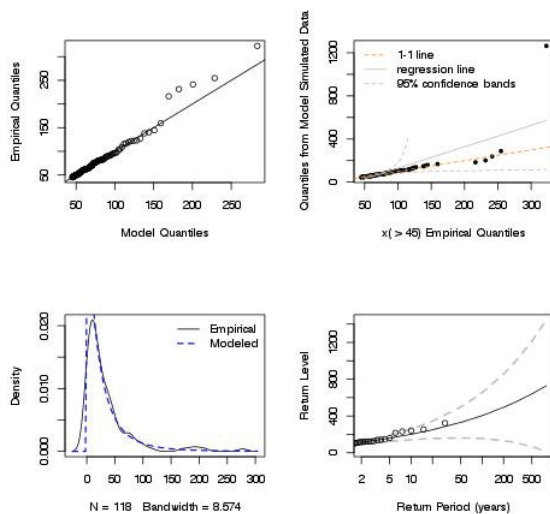 Empirical Quantiles
50 150 250
50 100 150 200 250
Model Quantiles
Quantiles from Model Simulated Data
0 400 800 1200
1-1 line
regression line
95% confidence bands
50 100 150 200 250 300
x( > 45) Empirical Quantiles
Density
0.000 0.010 0.020
Empirical
Modeled
0 50 100 150 200 250 300
N = 118 Bandwidth = 8.574
Return Level
0 400 800 1200
2 5 10 50 200 500
Return Period (years)